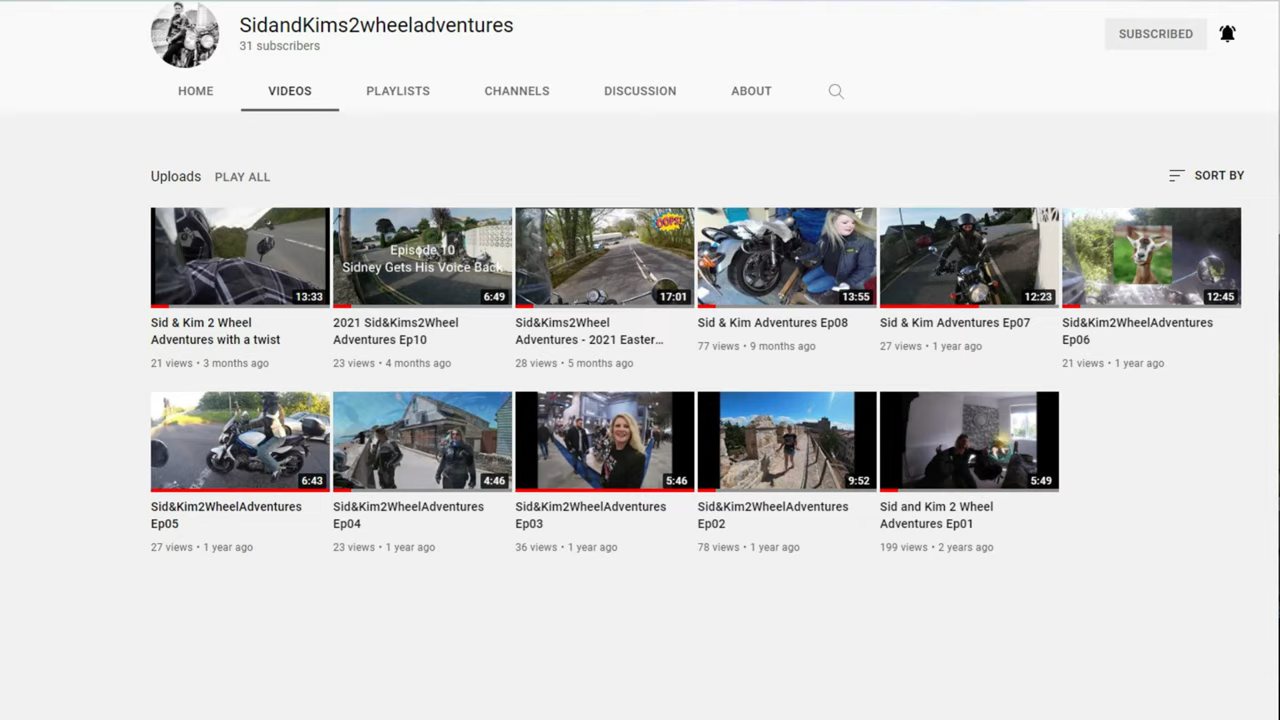 SidandKims2wheeladventures
31 subscribers
SUBSCRIBED
HOME
VIDEOS
PLAYLISTS
CHANNELS
DISCUSSION
ABOUT
Uploads
PLAY ALL
SORT BY
13:33
Episode 10
Sidney Gets His Voice Back
6:49
OOPS!
17:01
13:55
12:23
12:45
Sid & Kim 2 Wheel
Adventures with a twist
21 views • 3 months ago
2021 Sid&Kims2Wheel
Adventures Ep10
23 views • 4 months ago
Sid&Kims2Wheel
Adventures - 2021 Easter...
28 views • 5 months ago
Sid & Kim Adventures Ep08
77 views • 9 months ago
Sid & Kim Adventures Ep07
27 views • 1 year ago
Sid&Kim2WheelAdventures
Ep06
21 views • 1 year ago
6:43
4:46
5:46
9:52
5:49
Sid&Kim2WheelAdventures
Ep05
27 views • 1 year ago
Sid&Kim2WheelAdventures
Ep04
23 views • 1 year ago
Sid&Kim2WheelAdventures
Ep03
36 views • 1 year ago
Sid&Kim2WheelAdventures
Ep02
78 views • 1 year ago
Sid and Kim 2 Wheel
Adventures Ep01
199 views • 2 years ago